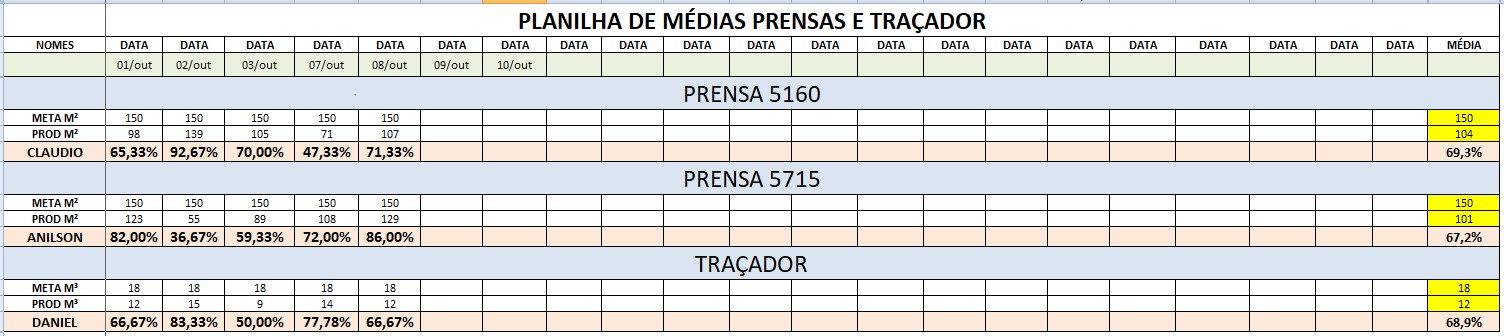 PLANILHA DE MÉDIAS PRENSAS E TRAÇADOR
NOMES DATA DATA DATA DATA DATA DATA DATA DATA DATA DATA DATA DATA DATA DATA DATA DATA DATA DATA DATA DATA MÉDIA
01/out 02/out 03/out 07/out 08/out 09/out 10/out
PRENSA 5160
META M² 150 150 150 150 150 150
PROD M² 98 139 105 71 107 104
CLAUDIO 65,33% 92,67% 70,00% 47,33% 71,33% 69,3%
PRENSA 5715
META M² 150 150 150 150 150 150
PROD M² 123 55 89 108 129 101
ANILSON 82,00% 36,67% 59,33% 72,00% 86,00% 67,2%
TRAÇADOR
META M³ 18 18 18 18 18 18
PROD M³ 12 15 9 14 12 12
DANIEL 66,67% 83,33% 50,00% 77,78% 66,67% 68,9%